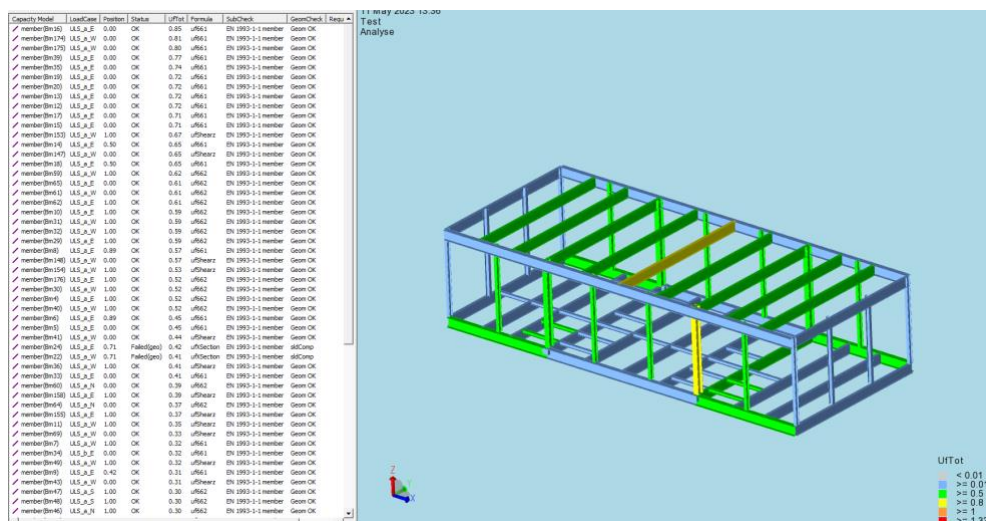 Capacity Model LoadCase Position Status UfTot Formula SubCheck GeomCheck Requ
member(Bm16) ULS_a_E 0.00 OK 0.85 uf661 EN 1993-1-1 member Geom OK
member(Bm174) ULS_a_W 0.00 OK 0.81 uf661 EN 1993-1-1 member Geom OK
member(Bm175) ULS_a_W 0.00 OK 0.80 uf661 EN 1993-1-1 member Geom OK
member(Bm39) ULS_a_E 0.00 OK 0.77 uf661 EN 1993-1-1 member Geom OK
member(Bm35) ULS_a_E 0.00 OK 0.74 uf661 EN 1993-1-1 member Geom OK
member(Bm19) ULS_a_E 0.00 OK 0.72 uf661 EN 1993-1-1 member Geom OK
member(Bm20) ULS_a_E 0.00 OK 0.72 uf661 EN 1993-1-1 member Geom OK
member(Bm13) ULS_a_E 0.00 OK 0.72 uf661 EN 1993-1-1 member Geom OK
member(Bm12) ULS_a_E 0.00 OK 0.72 uf661 EN 1993-1-1 member Geom OK
member(Bm17) ULS_a_E 0.00 OK 0.71 uf661 EN 1993-1-1 member Geom OK
member(Bm15) ULS_a_E 0.00 OK 0.71 uf661 EN 1993-1-1 member Geom OK
member(Bm153) ULS_a_W 1.00 OK 0.67 ufShearz EN 1993-1-1 member Geom OK
member(Bm14) ULS_a_E 0.50 OK 0.65 uf661 EN 1993-1-1 member Geom OK
member(Bm147) ULS_a_W 0.00 OK 0.65 ufShearz EN 1993-1-1 member Geom OK
member(Bm18) ULS_a_E 0.50 OK 0.65 uf661 EN 1993-1-1 member Geom OK
member(Bm59) ULS_a_W 1.00 OK 0.62 uf662 EN 1993-1-1 member Geom OK
member(Bm65) ULS_a_E 0.00 OK 0.61 uf662 EN 1993-1-1 member Geom OK
member(Bm61) ULS_a_W 0.00 OK 0.61 uf662 EN 1993-1-1 member Geom OK
member(Bm62) ULS_a_E 1.00 OK 0.61 uf662 EN 1993-1-1 member Geom OK
member(Bm10) ULS_a_E 1.00 OK 0.59 uf662 EN 1993-1-1 member Geom OK
member(Bm31) ULS_a_W 1.00 OK 0.59 uf662 EN 1993-1-1 member Geom OK
member(Bm32) ULS_a_W 1.00 OK 0.59 uf662 EN 1993-1-1 member Geom OK
member(Bm29) ULS_a_E 1.00 OK 0.59 uf662 EN 1993-1-1 member Geom OK
member(Bm8) ULS_a_E 0.89 OK 0.57 uf661 EN 1993-1-1 member Geom OK
member(Bm148) ULS_a_W 0.00 OK 0.57 ufShearz EN 1993-1-1 member Geom OK
member(Bm154) ULS_a_W 1.00 OK 0.53 ufShearz EN 1993-1-1 member Geom OK
member(Bm176) ULS_a_E 1.00 OK 0.52 uf662 EN 1993-1-1 member Geom OK
member(Bm30) ULS_a_W 1.00 OK 0.52 uf662 EN 1993-1-1 member Geom OK
member(Bm4) ULS_a_E 1.00 OK 0.52 uf662 EN 1993-1-1 member Geom OK
member(Bm40) ULS_a_W 1.00 OK 0.52 uf662 EN 1993-1-1 member Geom OK
member(Bm6) ULS_a_E 0.89 OK 0.45 uf661 EN 1993-1-1 member Geom OK
member(Bm5) ULS_a_E 0.00 OK 0.45 uf661 EN 1993-1-1 member Geom OK
member(Bm41) ULS_a_W 0.00 OK 0.44 ufShearz EN 1993-1-1 member Geom OK
member(Bm24) ULS_a_E 0.71 Failed(geo) 0.42 ufXSection EN 1993-1-1 member sldComp
member(Bm22) ULS_a_W 0.71 Failed(geo) 0.41 ufXSection EN 1993-1-1 member sldComp
member(Bm36) ULS_a_W 1.00 OK 0.41 ufShearz EN 1993-1-1 member Geom OK
member(Bm33) ULS_a_E 0.00 OK 0.41 uf661 EN 1993-1-1 member Geom OK
member(Bm60) ULS_a_N 0.00 OK 0.39 uf662 EN 1993-1-1 member Geom OK
member(Bm158) ULS_a_E 1.00 OK 0.39 ufShearz EN 1993-1-1 member Geom OK
member(Bm64) ULS_a_N 0.00 OK 0.37 uf662 EN 1993-1-1 member Geom OK
member(Bm155) ULS_a_E 1.00 OK 0.37 ufShearz EN 1993-1-1 member Geom OK
member(Bm11) ULS_a_W 1.00 OK 0.35 ufShearz EN 1993-1-1 member Geom OK
member(Bm69) ULS_a_W 0.00 OK 0.33 ufShearz EN 1993-1-1 member Geom OK
member(Bm7) ULS_a_W 1.00 OK 0.32 uf661 EN 1993-1-1 member Geom OK
member(Bm34) ULS_b_E 0.00 OK 0.32 uf661 EN 1993-1-1 member Geom OK
member(Bm49) ULS_a_W 1.00 OK 0.32 ufShearz EN 1993-1-1 member Geom OK
member(Bm9) ULS_a_E 0.42 OK 0.31 uf661 EN 1993-1-1 member Geom OK
member(Bm43) ULS_a_W 0.00 OK 0.31 ufShearz EN 1993-1-1 member Geom OK
member(Bm47) ULS_a_S 1.00 OK 0.30 uf662 EN 1993-1-1 member Geom OK
member(Bm48) ULS_a_S 1.00 OK 0.30 uf662 EN 1993-1-1 member Geom OK
member(Bm46) ULS_a_N 1.00 OK 0.30 uf662 EN 1993-1-1 member Geom OK
11 May 2023 13:36
Test
Analyse
Z
X
UfTot
< 0.01
>= 0.01
>= 0.5
>= 0.8
>= 1